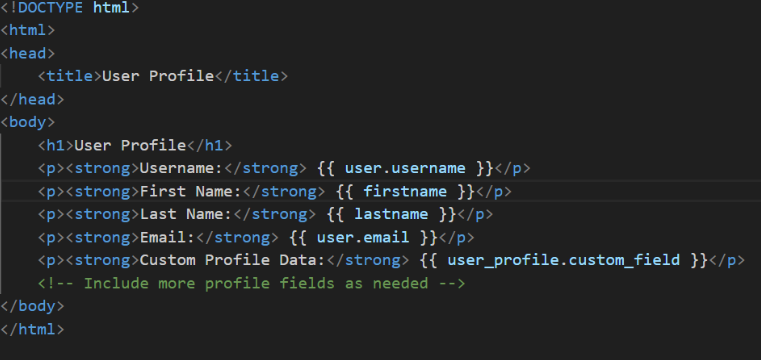 <!DOCTYPE html>
<html>
<head>
    <title>User Profile</title>
</head>
<body>
    <h1>User Profile</h1>
    <p><strong>Username:</strong> {{ user.username }}</p>
    <p><strong>First Name:</strong> {{ firstname }}</p>
    <p><strong>Last Name:</strong> {{ lastname }}</p>
    <p><strong>Email:</strong> {{ user.email }}</p>
    <p><strong>Custom Profile Data:</strong> {{ user_profile.custom_field }}</p>
    <!-- Include more profile fields as needed -->
</body>
</html>